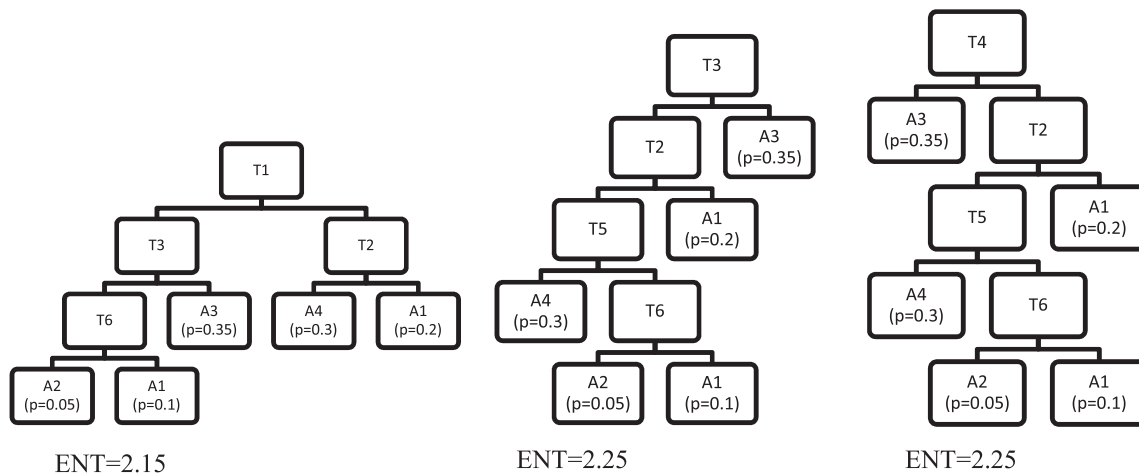 T1
T3
T2
T6
A3
(p=0.35)
A4
(p=0.3)
A1
(p=0.2)
A2
(p=0.05)
A1
(p=0.1)
ENT=2.15
T3
T2
A3
(p=0.35)
T5
A1
(p=0.2)
A4
(p=0.3)
T6
A2
(p=0.05)
A1
(p=0.1)
ENT=2.25
T4
A3
(p=0.35)
T2
T5
A1
(p=0.2)
A4
(p=0.3)
T6
A2
(p=0.05)
A1
(p=0.1)
ENT=2.25